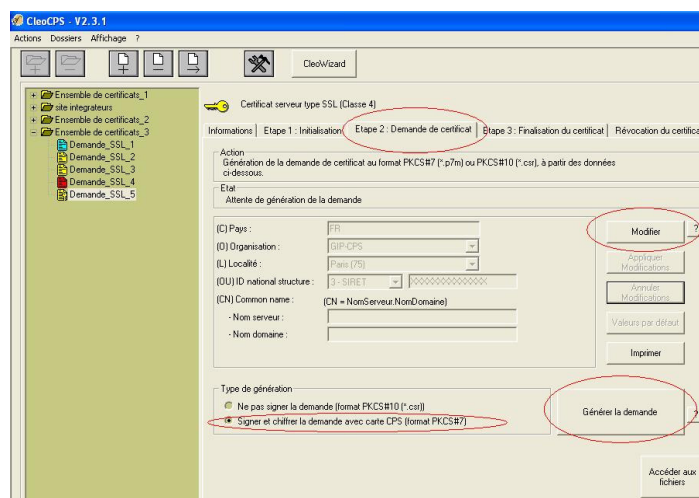 CleoCPS - V2.3.1
Actions Dossiers Affichage ?
CleoWizard
Ensemble de certificats_1
site integrateurs
Ensemble de certificats_2
Ensemble de certificats_3
Demande_SSL_1
Demande_SSL_2
Demande_SSL_3
Demande_SSL_4
Demande_SSL_5
Certificat serveur type SSL (Classe 4)
Informations | Etape 1 : Initialisation | Etape 2 : Demande de certificat | Etape 3 : Finalisation du certificat | Révocation du certifica
Action
Génération de la demande de certificat au format PKCS#7 (*.p7m) ou PKCS#10 (*.csr), à partir des données
ci-dessous.
Etat
Attente de génération de la demande
(C) Pays : FR
(O) Organisation : GIP-CPS
(L) Localité : Paris (75)
(OU) ID national structure : 3 - SIRET XXXXXXXXXXXXXX
(CN) Common name : (CN = NomServeur.NomDomaine)
- Nom serveur :
- Nom domaine :
Modifier ?
Appliquer
Modifications
Annuler
Modifications
Valeurs par défaut
Imprimer
Type de génération
Ne pas signer la demande (format PKCS#10 (*.csr))
Signer et chiffrer la demande avec carte CPS (format PKCS#7)
Générer la demande ?
Accéder aux
fichiers